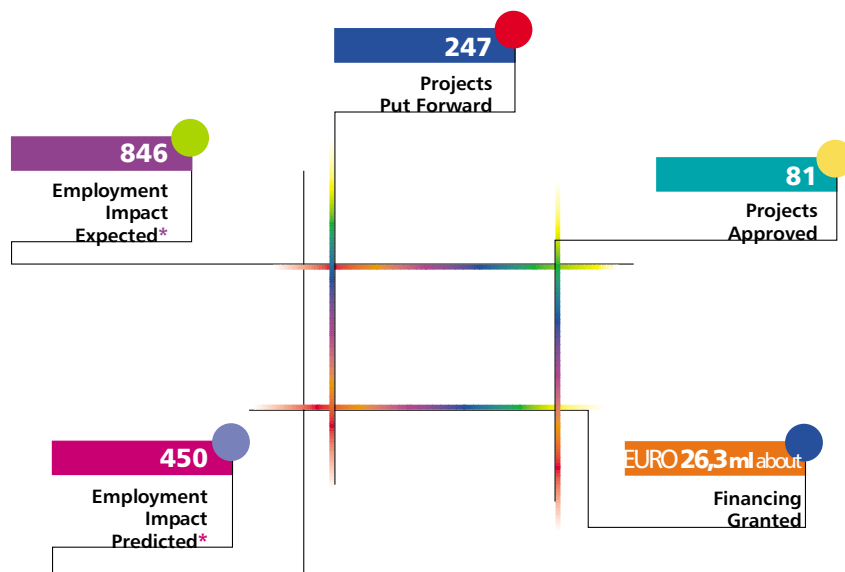 247
Projects
Put Forward
846
Employment
Impact
Expected*
81
Projects
Approved
450
Employment
Impact
Predicted*
EURO 26,3 ml about
Financing
Granted